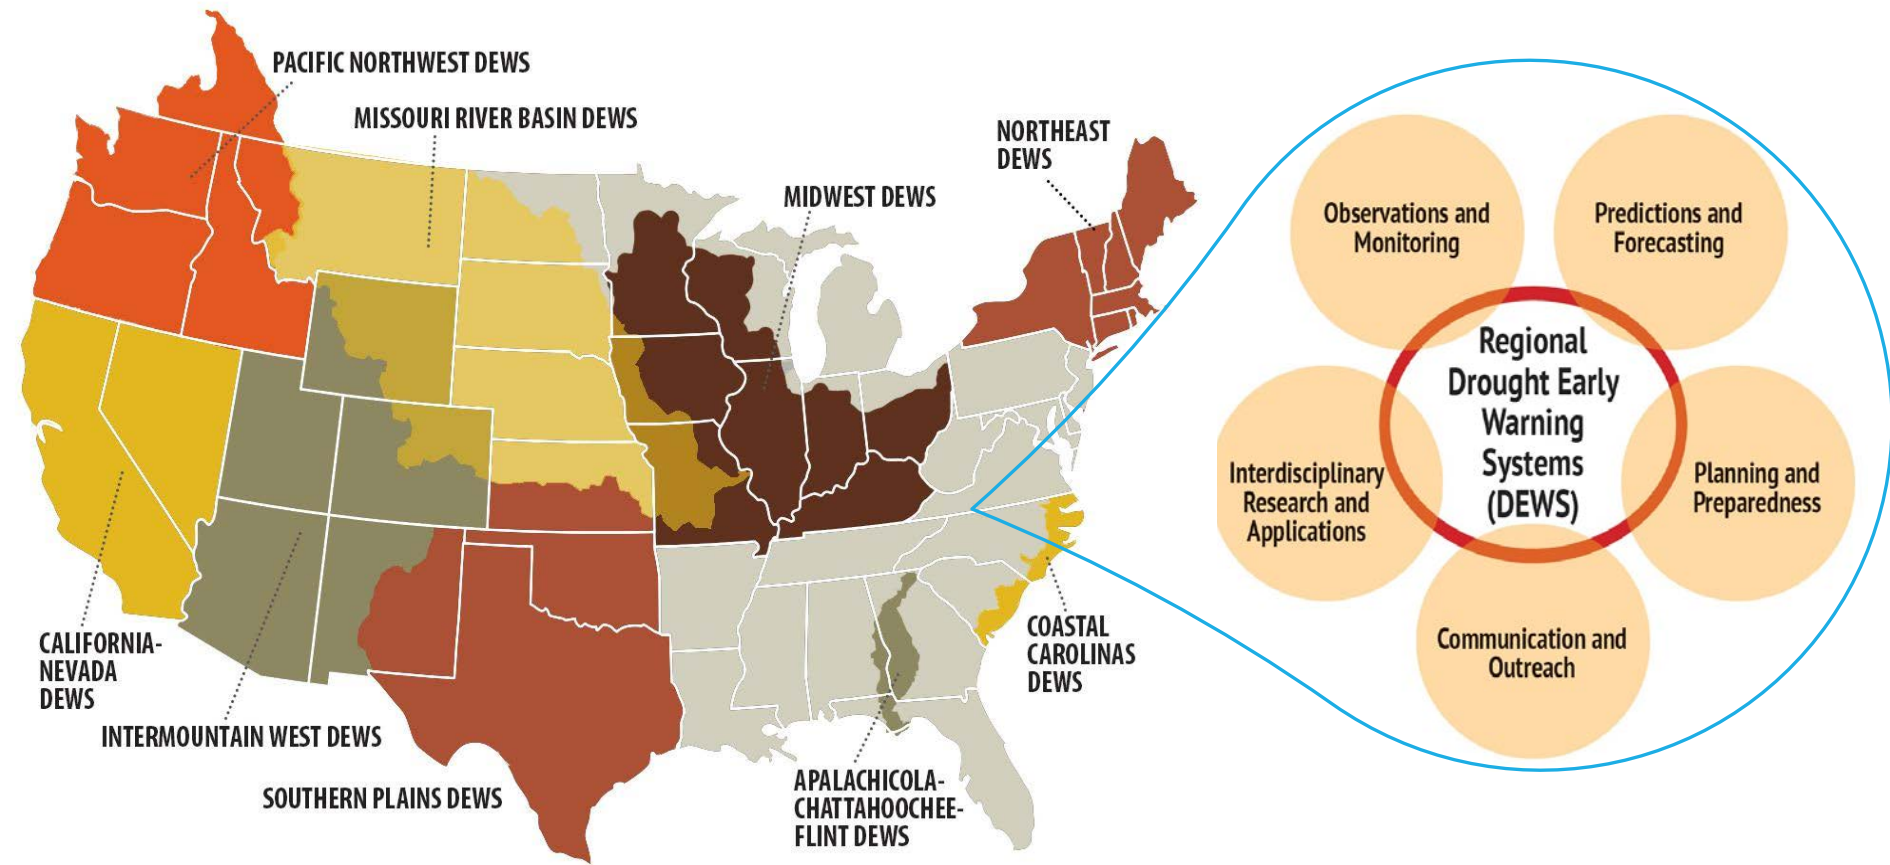 PACIFIC NORTHWEST DEWS
MISSOURI RIVER BASIN DEWS
NORTHEAST
DEWS
MIDWEST DEWS
CALIFORNIA-
NEVADA
DEWS
INTERMOUNTAIN WEST DEWS
SOUTHERN PLAINS DEWS
APALACHICOLA-
CHATTAHOOCHEE-
FLINT DEWS
COASTAL
CAROLINAS
DEWS
Observations and
Monitoring
Predictions and
Forecasting
Regional
Drought Early
Warning
Systems
(DEWS)
Interdisciplinary
Research and
Applications
Planning and
Preparedness
Communication and
Outreach